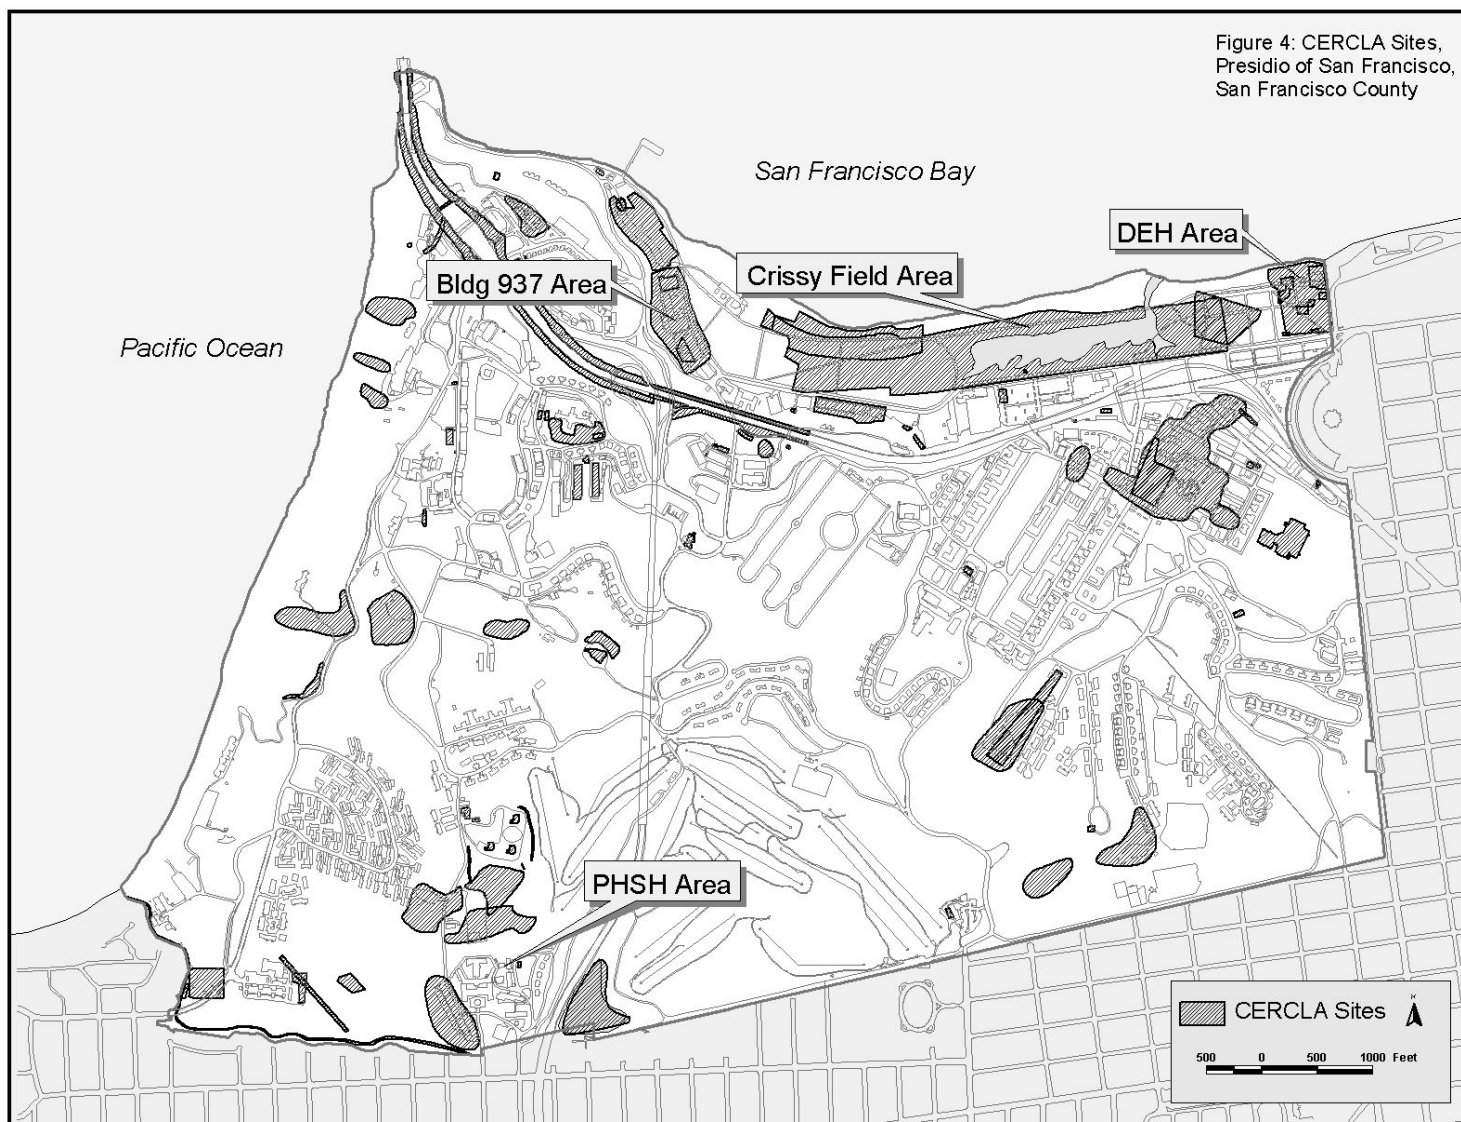 Figure 4: CERCLA Sites,
Presidio of San Francisco,
San Francisco County
San Francisco Bay
DEH Area
Crissy Field Area
Bldg 937 Area
Pacific Ocean
PHSH Area
CERCLA Sites
N
500 0 500 1000 Feet